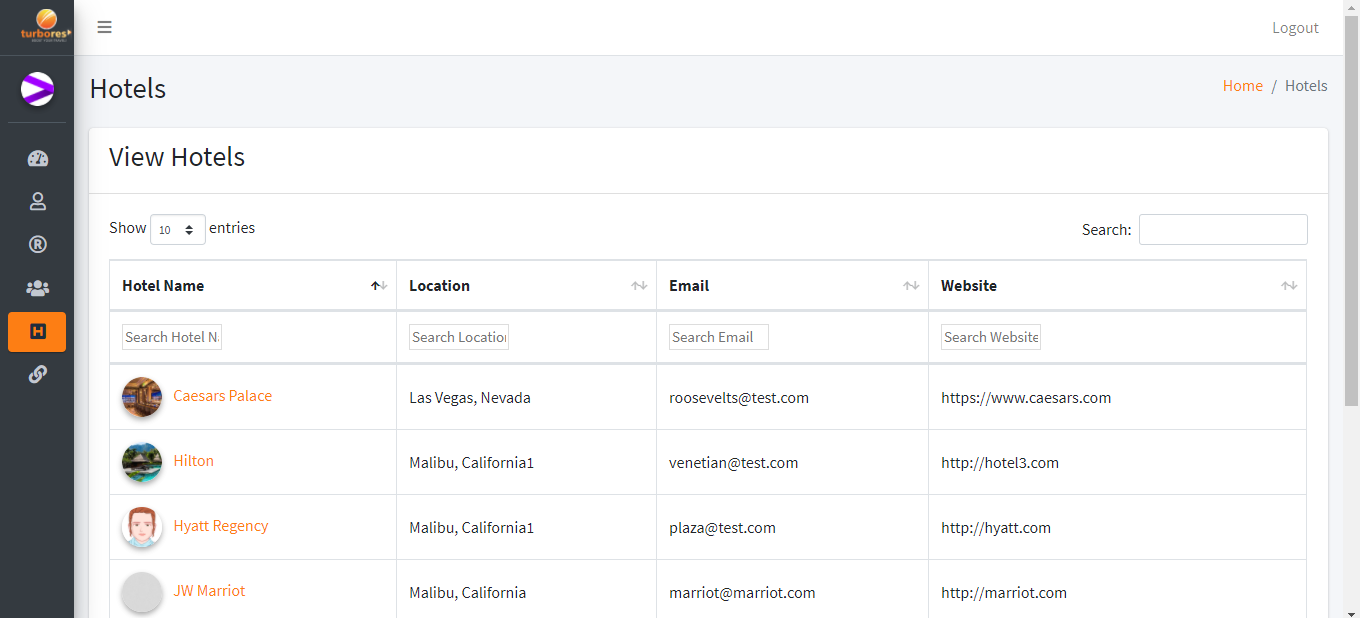 turbores
Logout
Hotels
Home / Hotels
View Hotels
Show 10 entries
Search:
Hotel Name Location Email Website
Search Hotel N Search Location Search Email Search Website
Caesars Palace Las Vegas, Nevada roosevelts@test.com https://www.caesars.com
Hilton Malibu, California1 venetian@test.com http://hotel3.com
Hyatt Regency Malibu, California1 plaza@test.com http://hyatt.com
JW Marriot Malibu, California marriot@marriot.com http://marriot.com